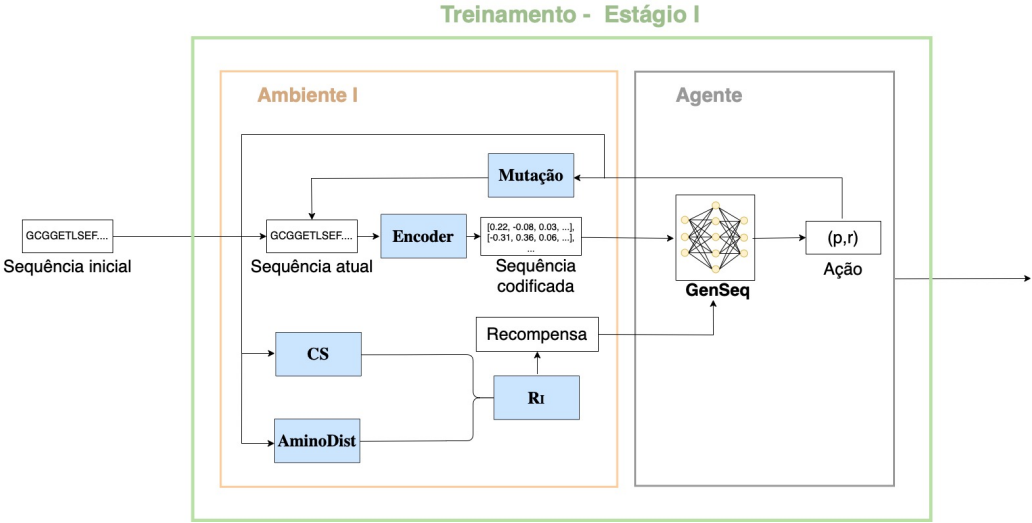 Treinamento - Estágio I
Ambiente I
Agente
Mutação
GCGGETLSEF....
Sequência inicial
GCGGETLSEF....
Sequência atual
Encoder
[0.22, -0.08, 0.03, ...],
[-0.31, 0.36, 0.06, ...],
...
Sequência
codificada
GenSeq
(p,r)
Ação
Recompensa
CS
RI
AminoDist